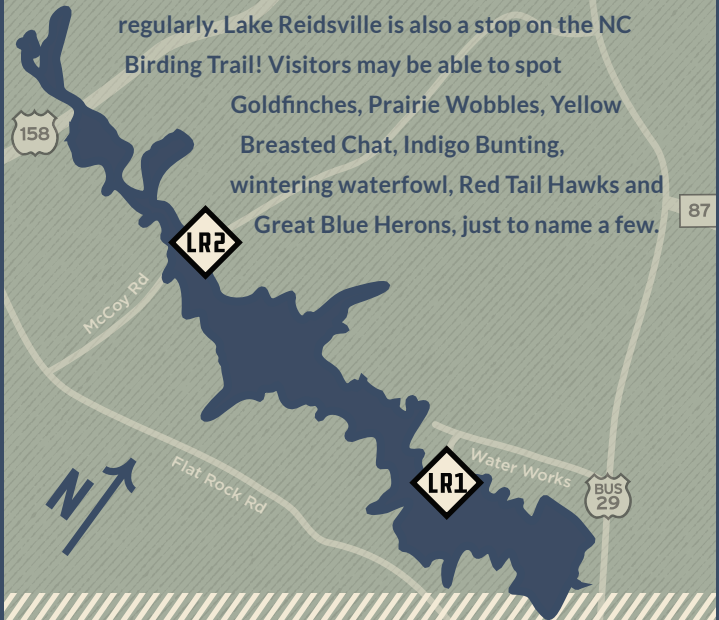 regularly. Lake Reidsville is also a stop on the NC
Birding Trail! Visitors may be able to spot
Goldfinches, Prairie Wobbles, Yellow
Breasted Chat, Indigo Bunting,
wintering waterfowl, Red Tail Hawks and
Great Blue Herons, just to name a few.
158
87
LR2
McCoy Rd
Flat Rock Rd
Water Works
LR1
BUS
29
N